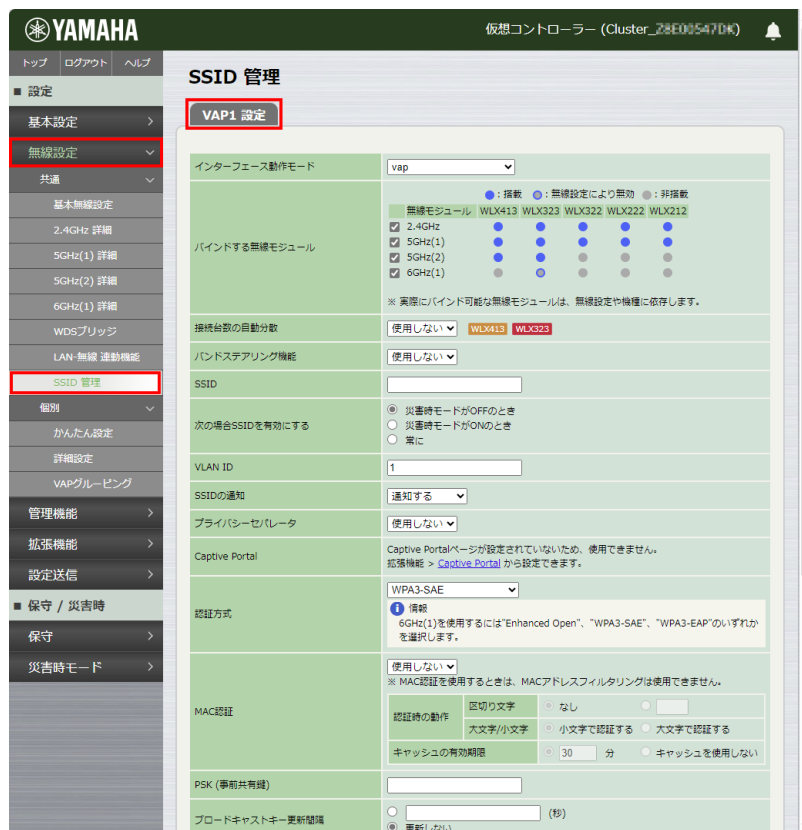 YAMAHA
仮想コントローラー (Cluster_)
トップ ログアウト ヘルプ
■ 設定
基本設定
無線設定
共通
基本無線設定
2.4GHz 詳細
5GHz(1) 詳細
5GHz(2) 詳細
6GHz(1) 詳細
WDSブリッジ
LAN-無線 連動機能
SSID 管理
個別
かんたん設定
詳細設定
VAPグルーピング
管理機能
拡張機能
設定送信
■ 保守 / 災害時
保守
災害時モード
SSID 管理
VAP1 設定
インターフェース動作モード vap
バインドする無線モジュール
●：搭載 ◎：無線設定により無効 ●：非搭載
無線モジュール WLX413 WLX323 WLX322 WLX222 WLX212
2.4GHz
5GHz(1)
5GHz(2)
6GHz(1)
※ 実際にバインド可能な無線モジュールは、無線設定や機種に依存します。
接続台数の自動分散 使用しない WLX413 WLX323
バンドステアリング機能 使用しない
SSID
次の場合SSIDを有効にする
災害時モードがOFFのとき
災害時モードがONのとき
常に
VLAN ID 1
SSIDの通知 通知する
プライバシーセパレータ 使用しない
Captive Portal
Captive Portalページが設定されていないため、使用できません。
拡張機能 > Captive Portal から設定できます。
認証方式
WPA3-SAE
情報
6GHz(1)を使用するには"Enhanced Open"、"WPA3-SAE"、"WPA3-EAP"のいずれか
を選択します。
MAC認証
使用しない
※ MAC認証を使用するときは、MACアドレスフィルタリングは使用できません。
認証時の動作 区切り文字 なし
大文字/小文字 小文字で認証する 大文字で認証する
キャッシュの有効期限 30 分 キャッシュを使用しない
PSK (事前共有鍵)
ブロードキャストキー更新間隔 (秒)
更新しない